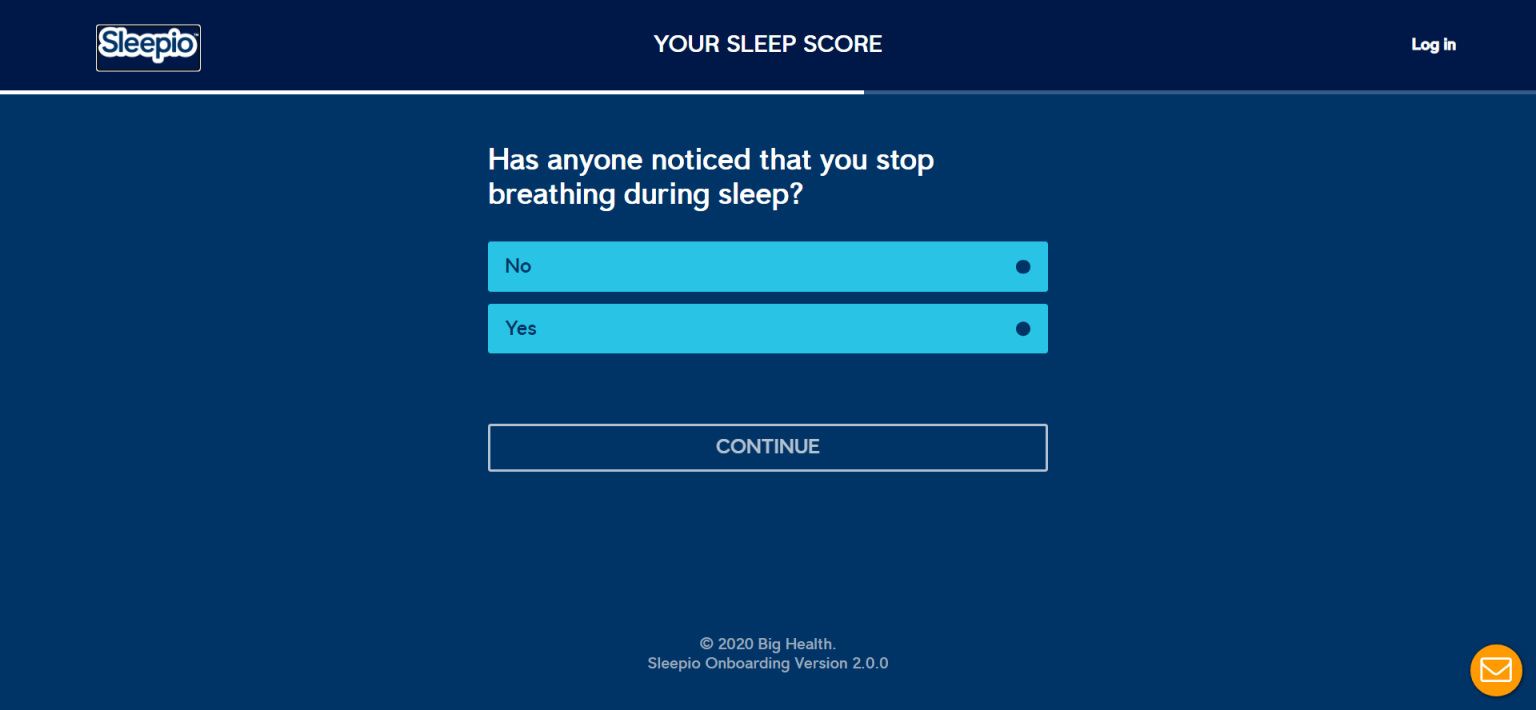 Sleepio™
YOUR SLEEP SCORE
Log in
Has anyone noticed that you stop
breathing during sleep?
No
Yes
CONTINUE
© 2020 Big Health.
Sleepio Onboarding Version 2.0.0